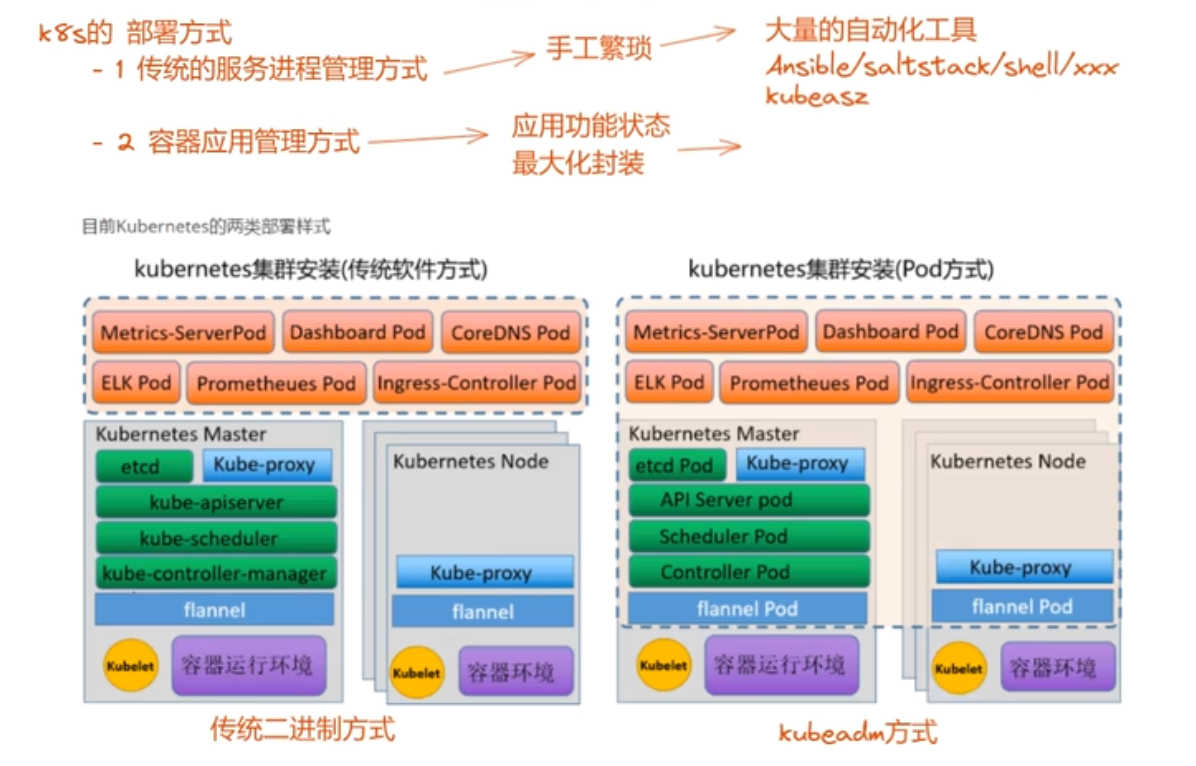 k8s的 部署方式
- 1 传统的服务进程管理方式
手工繁琐
大量的自动化工具
Ansible/saltstack/shell/xxx
kubeasz
- 2 容器应用管理方式
应用功能状态
最大化封装
目前Kubernetes的两类部署样式
kubernetes集群安装(传统软件方式)
Metrics-ServerPod
Dashboard Pod
CoreDNS Pod
ELK Pod
Prometheues Pod
Ingress-Controller Pod
Kubernetes Master
etcd
Kube-proxy
kube-apiserver
kube-scheduler
kube-controller-manager
flannel
Kubelet
容器运行环境
Kubernetes Node
Kube-proxy
flannel
Kubelet
容器环境
传统二进制方式
kubernetes集群安装(Pod方式)
Metrics-ServerPod
Dashboard Pod
CoreDNS Pod
ELK Pod
Prometheues Pod
Ingress-Controller Pod
Kubernetes Master
etcd Pod
Kube-proxy
API Server pod
Scheduler Pod
Controller Pod
flannel Pod
Kubelet
容器运行环境
Kubernetes Node
Kube-proxy
flannel Pod
Kubelet
容器环境
kubeadm方式